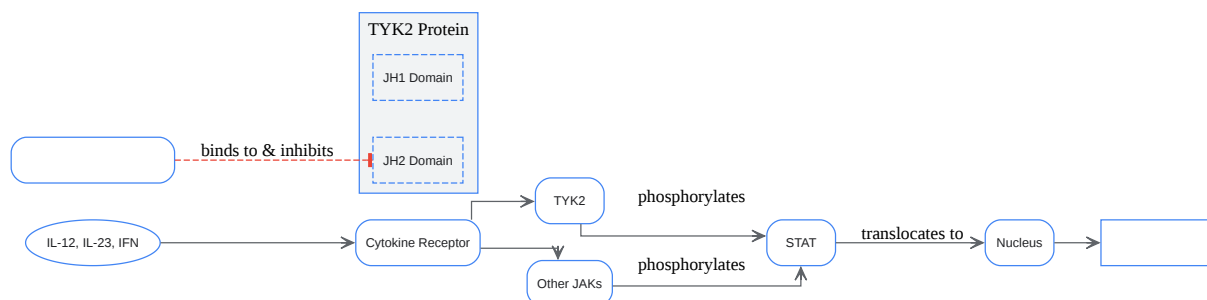 TYK2 Protein
JH1 Domain
binds to & inhibits
JH2 Domain
TYK2
phosphorylates
IL-12, IL-23, IFN
Cytokine Receptor
STAT
translocates to
Nucleus
phosphorylates
Other JAKs